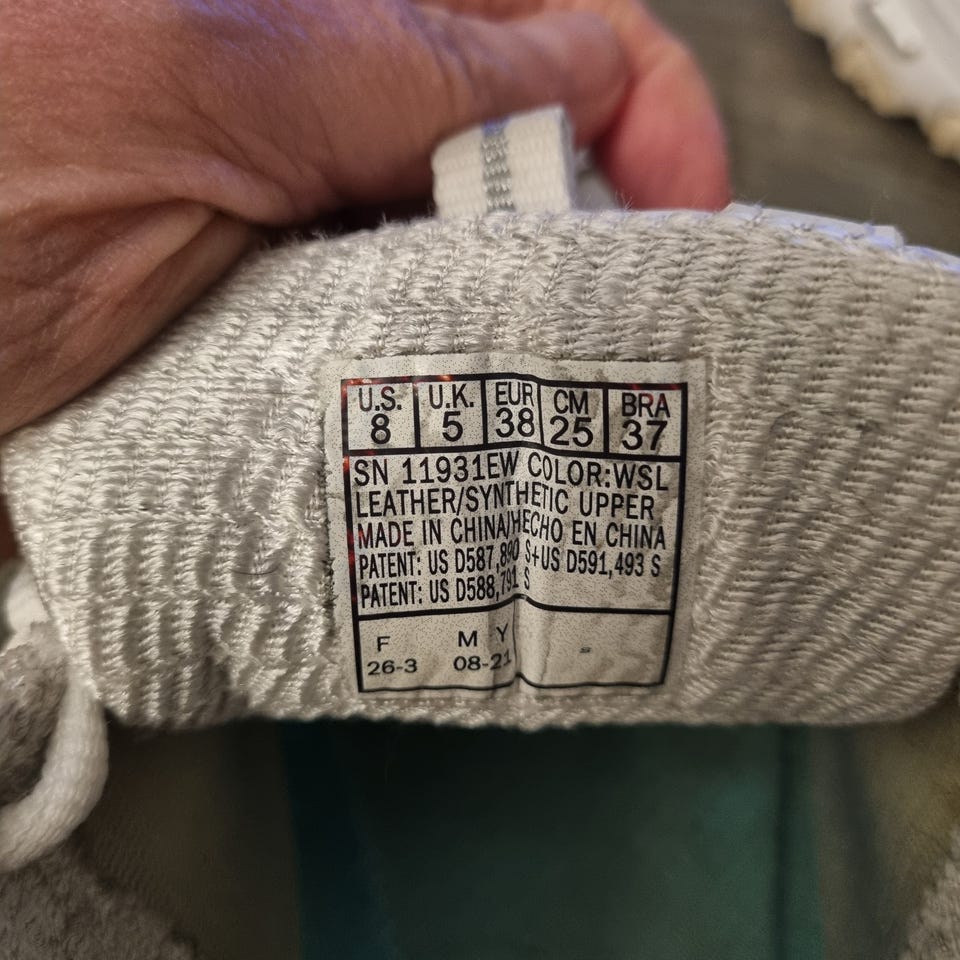 U.S. U.K. EUR CM BRA
8 5 38 25 37
SN 11931EW COLOR:WSL
LEATHER/SYNTHETIC UPPER
MADE IN CHINA/HECHO EN CHINA
PATENT: US D587,890 S+US D591,493 S
PATENT: US D588,791 S
F M Y
26-3 08-21 S